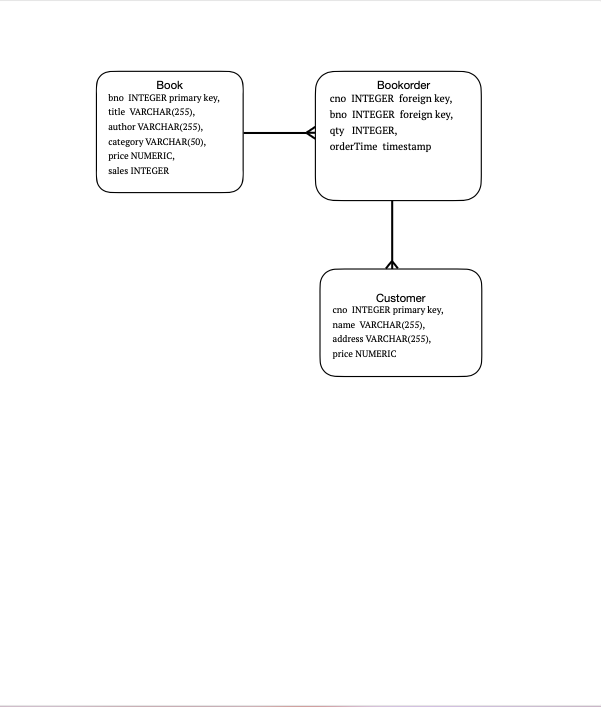 Book
bno INTEGER primary key,
title VARCHAR(255),
author VARCHAR(255),
category VARCHAR(50),
price NUMERIC,
sales INTEGER
Bookorder
cno INTEGER foreign key,
bno INTEGER foreign key,
qty INTEGER,
orderTime timestamp
Customer
cno INTEGER primary key,
name VARCHAR(255),
address VARCHAR(255),
price NUMERIC